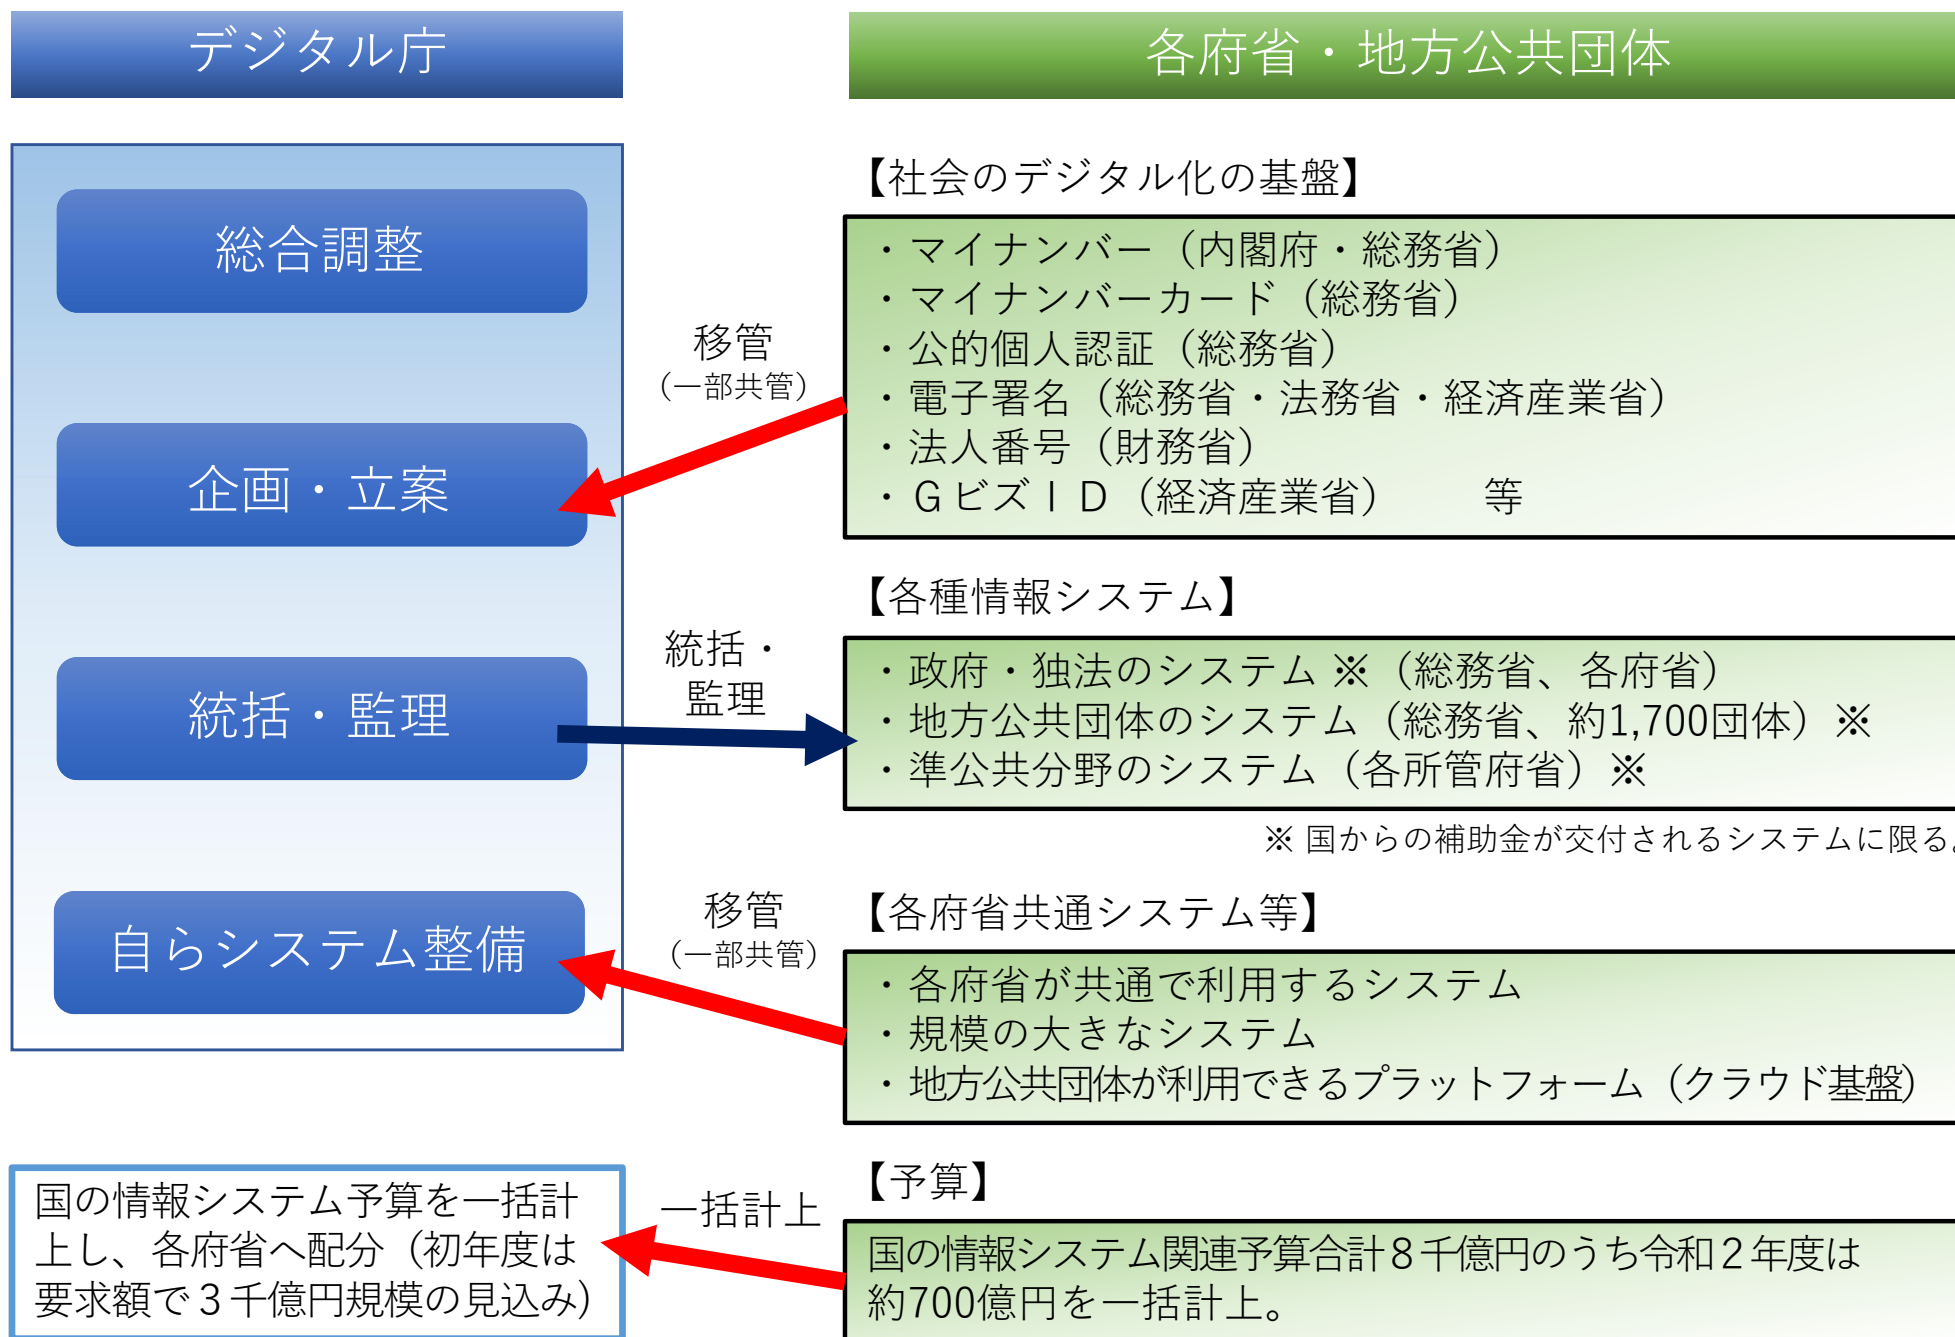 デジタル庁
各府省・地方公共団体
総合調整
企画・立案
統括・監理
自らシステム整備
国の情報システム予算を一括計
上し、各府省へ配分（初年度は
要求額で３千億円規模の見込み）
移管
（一部共管）
統括・
監理
移管
（一部共管）
一括計上
【社会のデジタル化の基盤】
・マイナンバー（内閣府・総務省）
・マイナンバーカード（総務省）
・公的個人認証（総務省）
・電子署名（総務省・法務省・経済産業省）
・法人番号（財務省）
・ＧビズＩＤ（経済産業省）　　等
【各種情報システム】
・政府・独法のシステム ※（総務省、各府省）
・地方公共団体のシステム（総務省、約1,700団体）※
・準公共分野のシステム（各所管府省）※
※ 国からの補助金が交付されるシステムに限る。
【各府省共通システム等】
・各府省が共通で利用するシステム
・規模の大きなシステム
・地方公共団体が利用できるプラットフォーム（クラウド基盤）
【予算】
国の情報システム関連予算合計８千億円のうち令和２年度は
約700億円を一括計上。